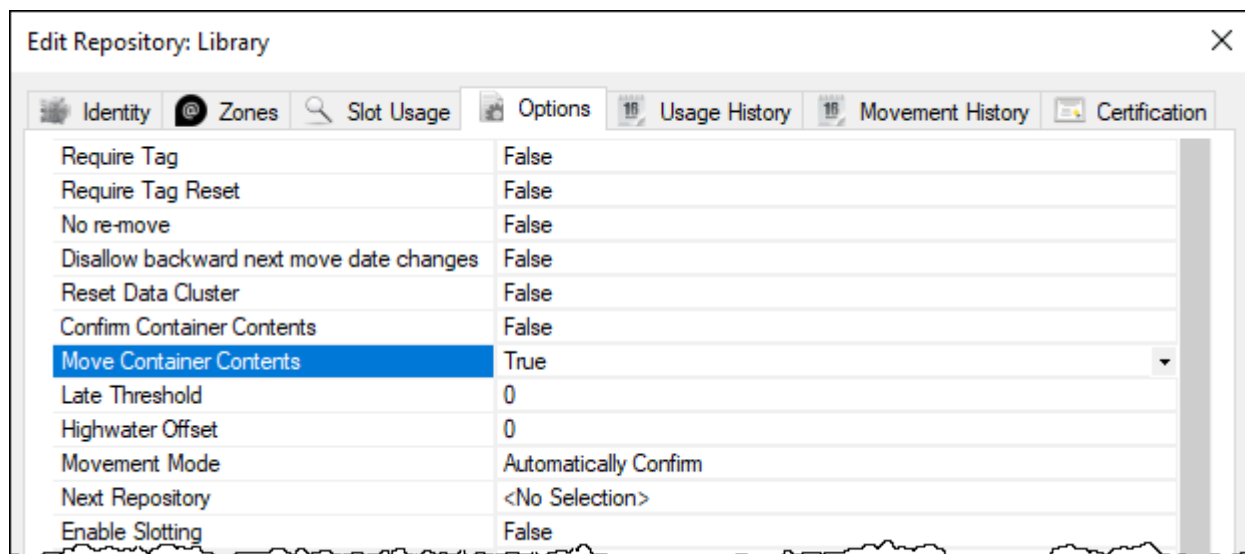 Edit Repository: Library
Identity Zones Slot Usage Options Usage History Movement History Certification
Require Tag False
Require Tag Reset False
No re-move False
Disallow backward next move date changes False
Reset Data Cluster False
Confirm Container Contents False
Move Container Contents True
Late Threshold 0
Highwater Offset 0
Movement Mode Automatically Confirm
Next Repository <No Selection>
Enable Slotting False